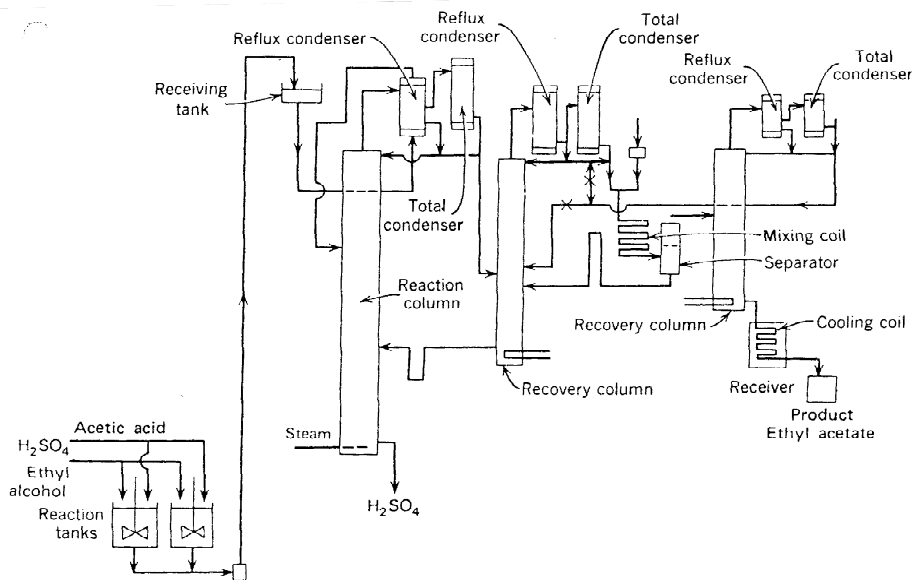 Reflux
condenser
Total
condenser
Reflux condenser
Reflux
condenser
Total
condenser
Receiving
tank
Total
condenser
Mixing coil
Separator
Reaction
column
Recovery column
Cooling coil
Recovery column
Receiver
Product
Ethyl acetate
Acetic acid
H₂SO₄
Ethyl
alcohol
Steam
H₂SO₄
Reaction
tanks